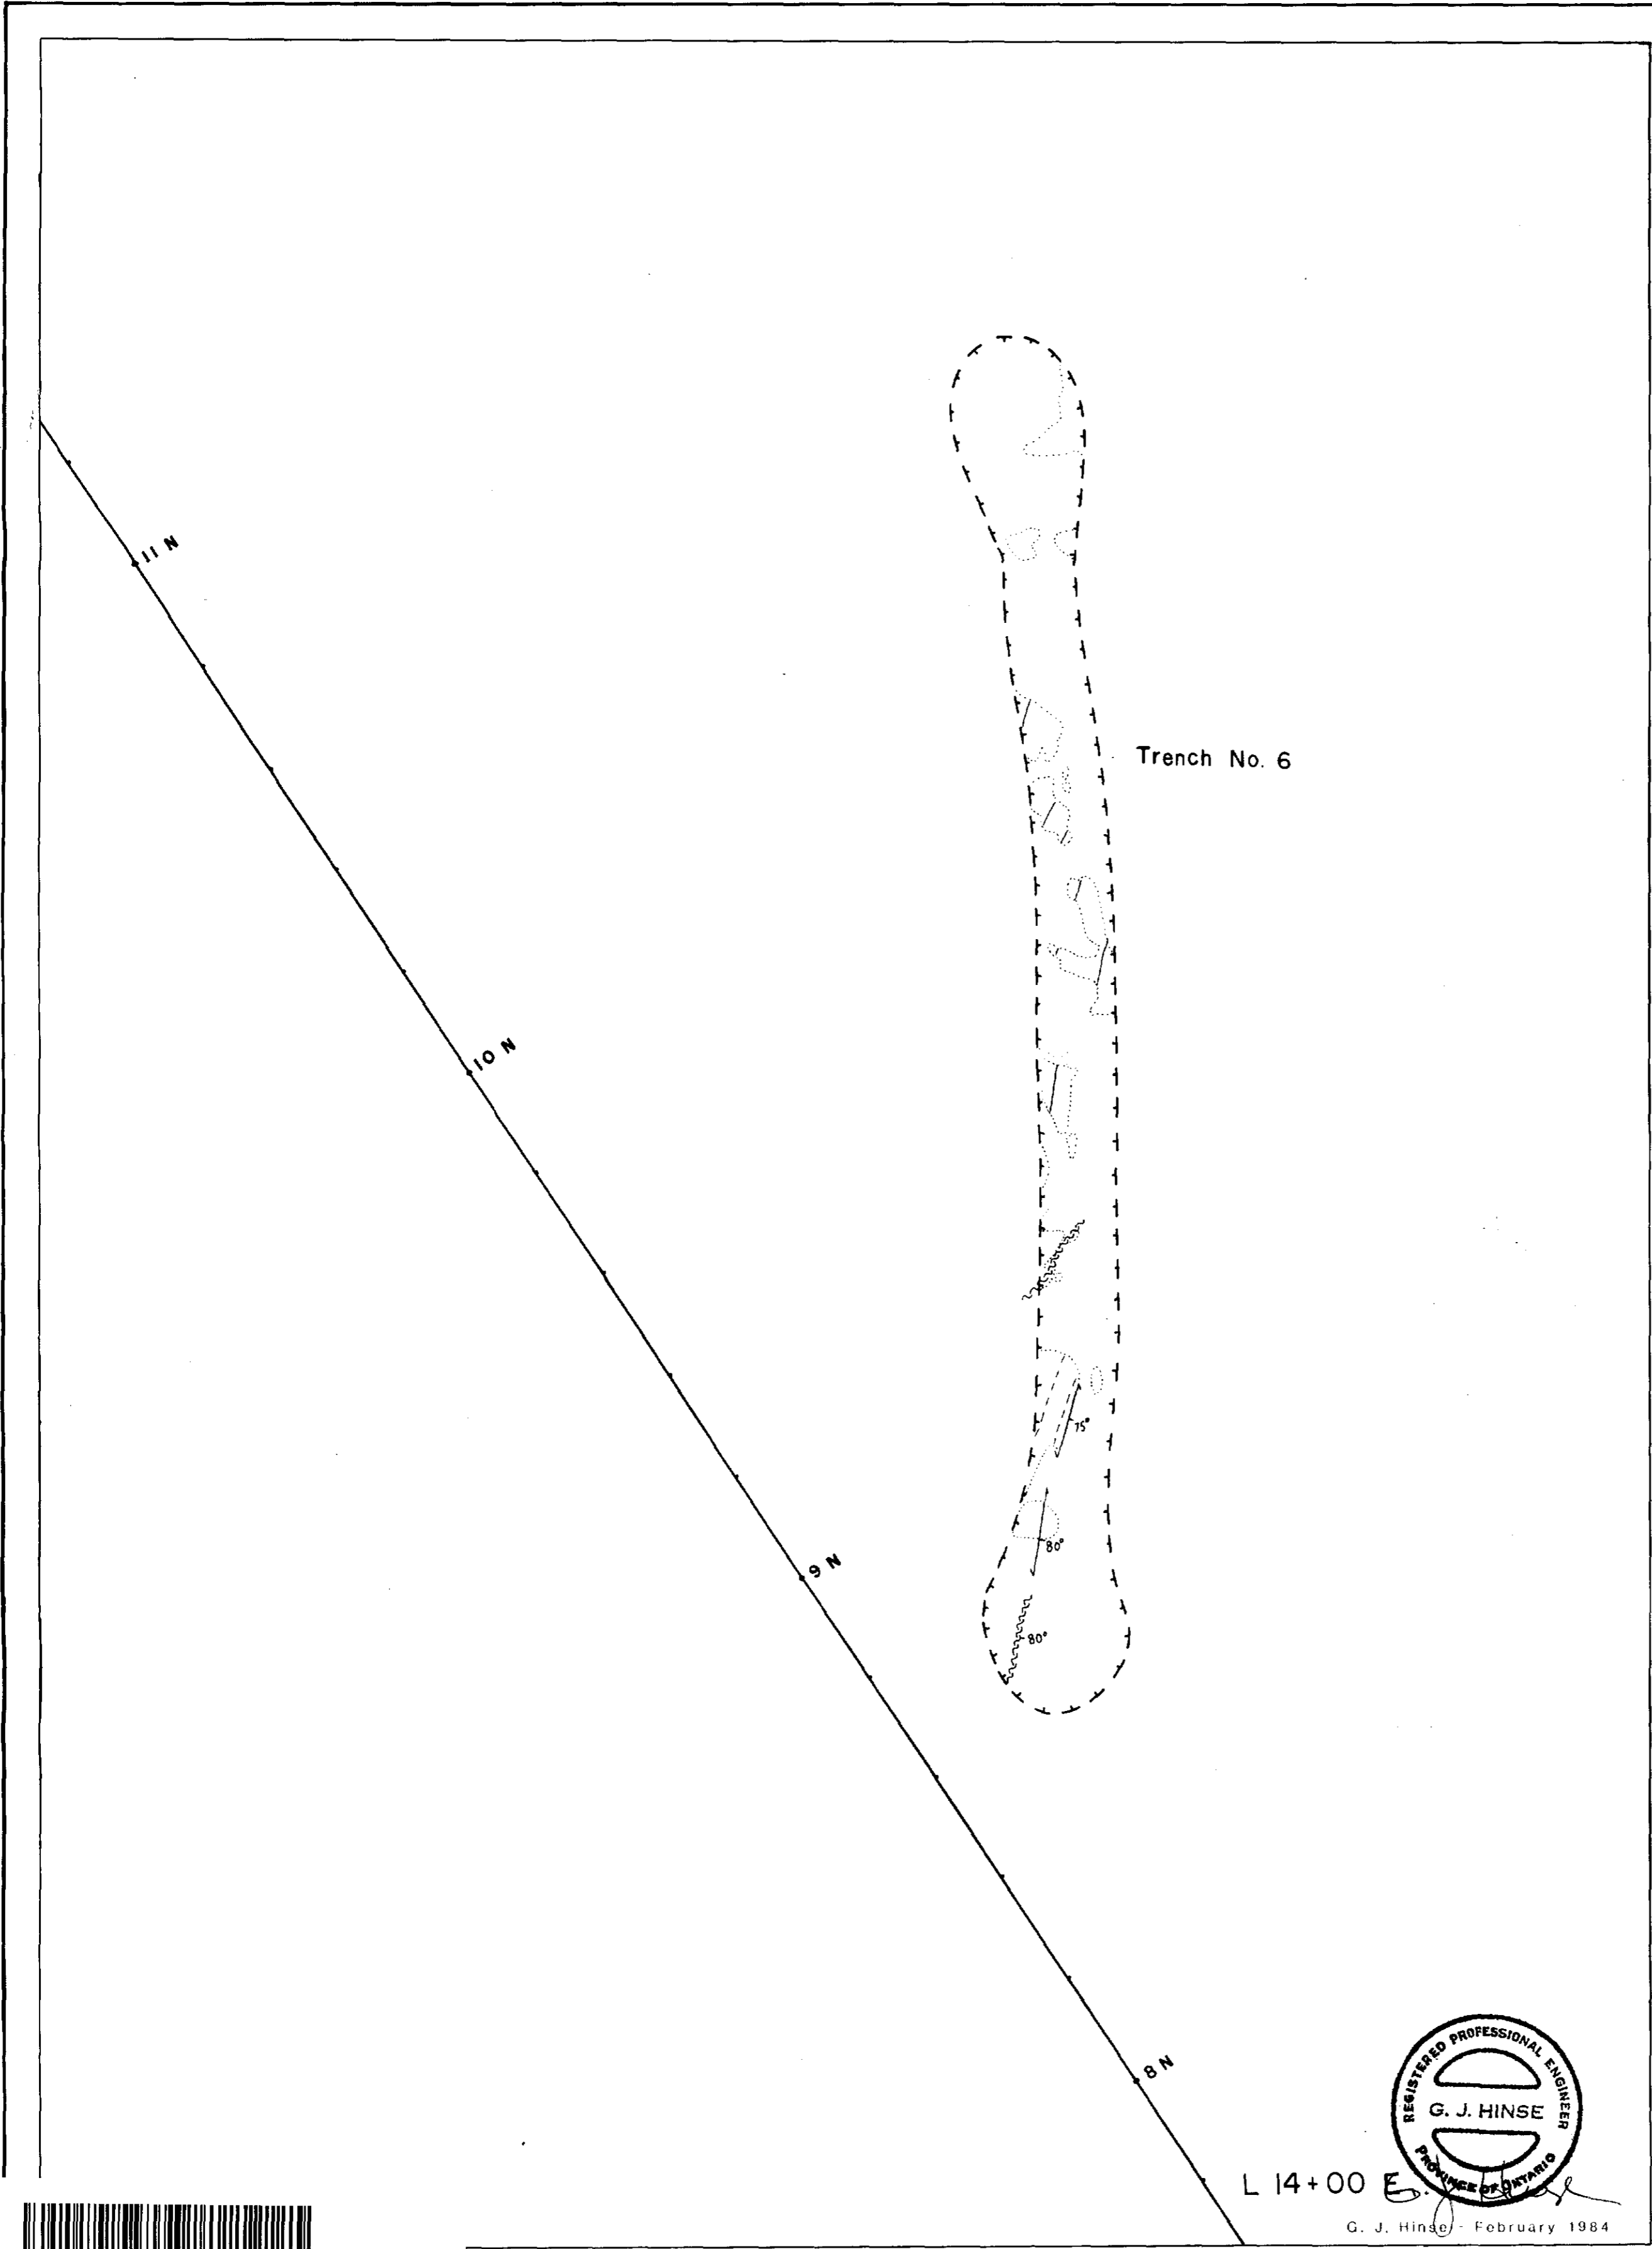 11 N
Trench No. 6
10 N
75°
80°
9 N
80°
8 N
REGISTERED PROFESSIONAL ENGINEER
G. J. HINSE
PROVINCE OF ONTARIO
L 14+00 E
G. J. Hinse
G. J. Hinse - February 1984